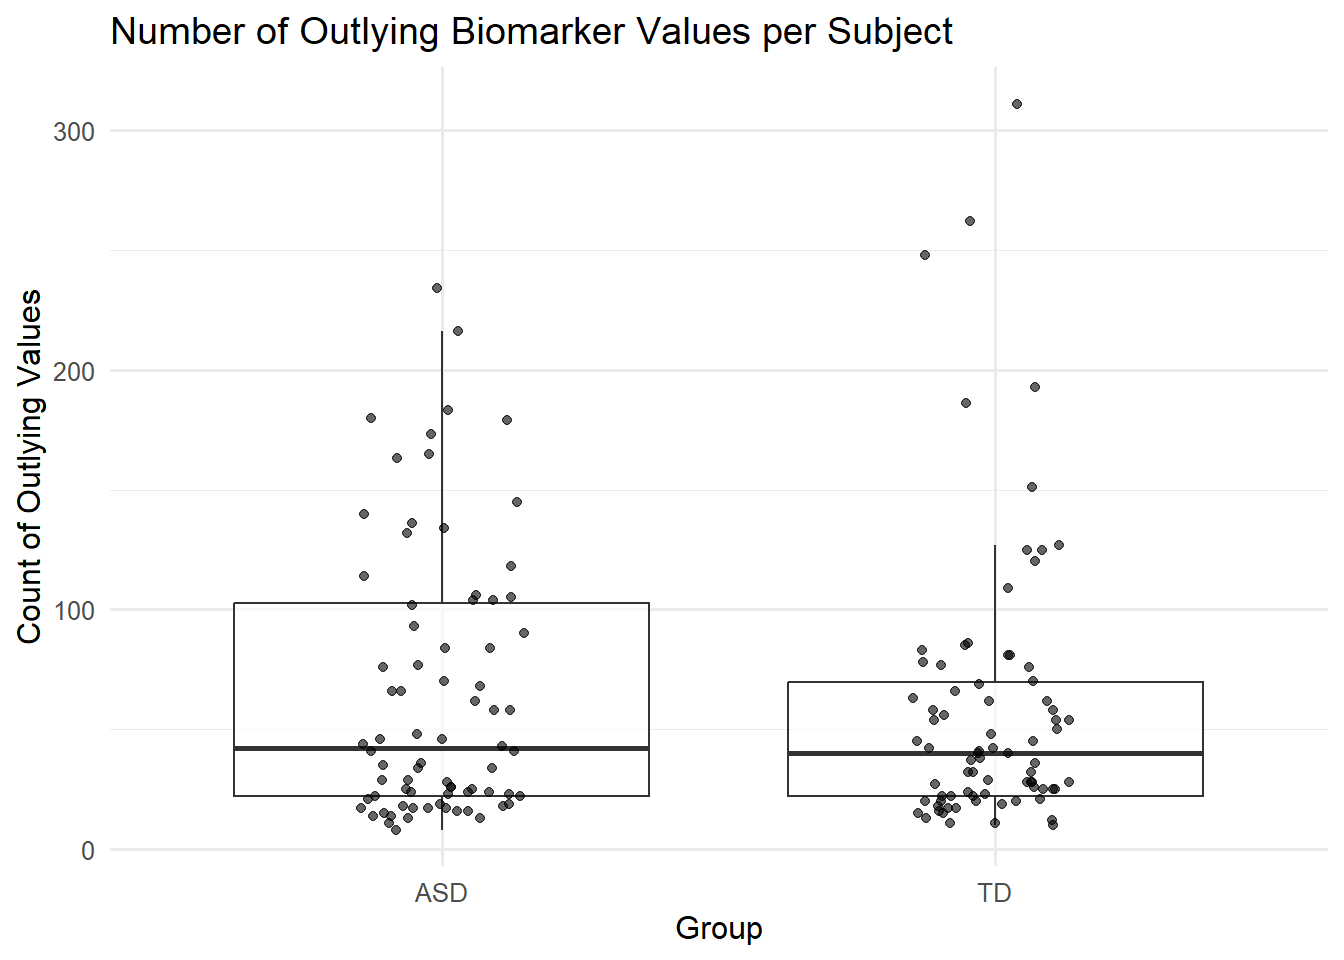 Number of Outlying Biomarker Values per Subject
Count of Outlying Values
300
200
100
0
ASD
TD
Group